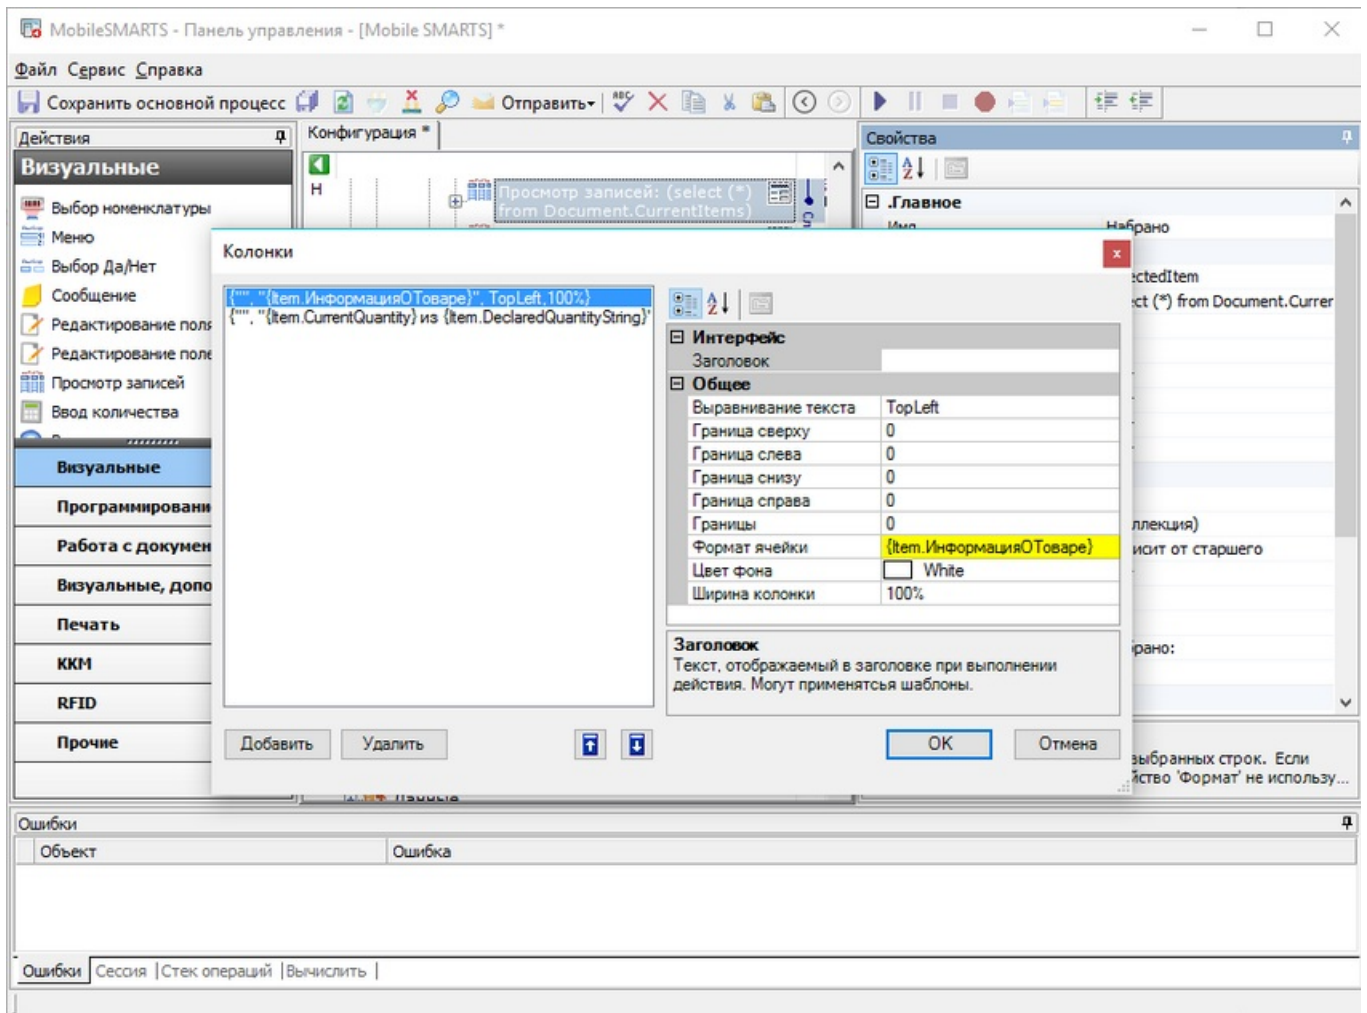 MobileSMARTS - Панель управления - [Mobile SMARTS] *
Файл Сервис Справка
Сохранить основной процесс Отправить
Действия
Конфигурация *
Свойства
Визуальные
Выбор номенклатуры
Меню
Выбор Да/Нет
Сообщение
Редактирование поля
Редактирование поле
Просмотр записей
Ввод количества
Визуальные
Программировани
Работа с докумен
Визуальные, допо
Печать
ККМ
RFID
Прочие
Н
Просмотр записей: (select (*)
from Document.CurrentItems)
.Главное
Имя Набрано
ectedItem
ct (*) from Document.Currer
ллекция)
исит от старшего
рано:
выбранных строк. Если
йство 'Формат' не использу...
Колонки
{"", "{Item.ИнформацияОТоваре}", TopLeft,100%}
{"", "{Item.CurrentQuantity} из {Item.DeclaredQuantityString}"
Интерфейс
Заголовок
Общее
Выравнивание текста TopLeft
Граница сверху 0
Граница слева 0
Граница снизу 0
Граница справа 0
Границы 0
Формат ячейки {Item.ИнформацияОТоваре}
Цвет фона White
Ширина колонки 100%
Заголовок
Текст, отображаемый в заголовке при выполнении
действия. Могут применятсья шаблоны.
Добавить Удалить OK Отмена
Ошибки
Объект Ошибка
Ошибки Сессия | Стек операций | Вычислить |